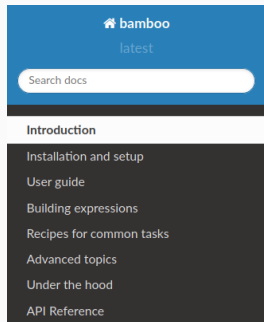 bamboo
latest
Search docs
Introduction
Installation and setup
User guide
Building expressions
Recipes for common tasks
Advanced topics
Under the hood
API Reference